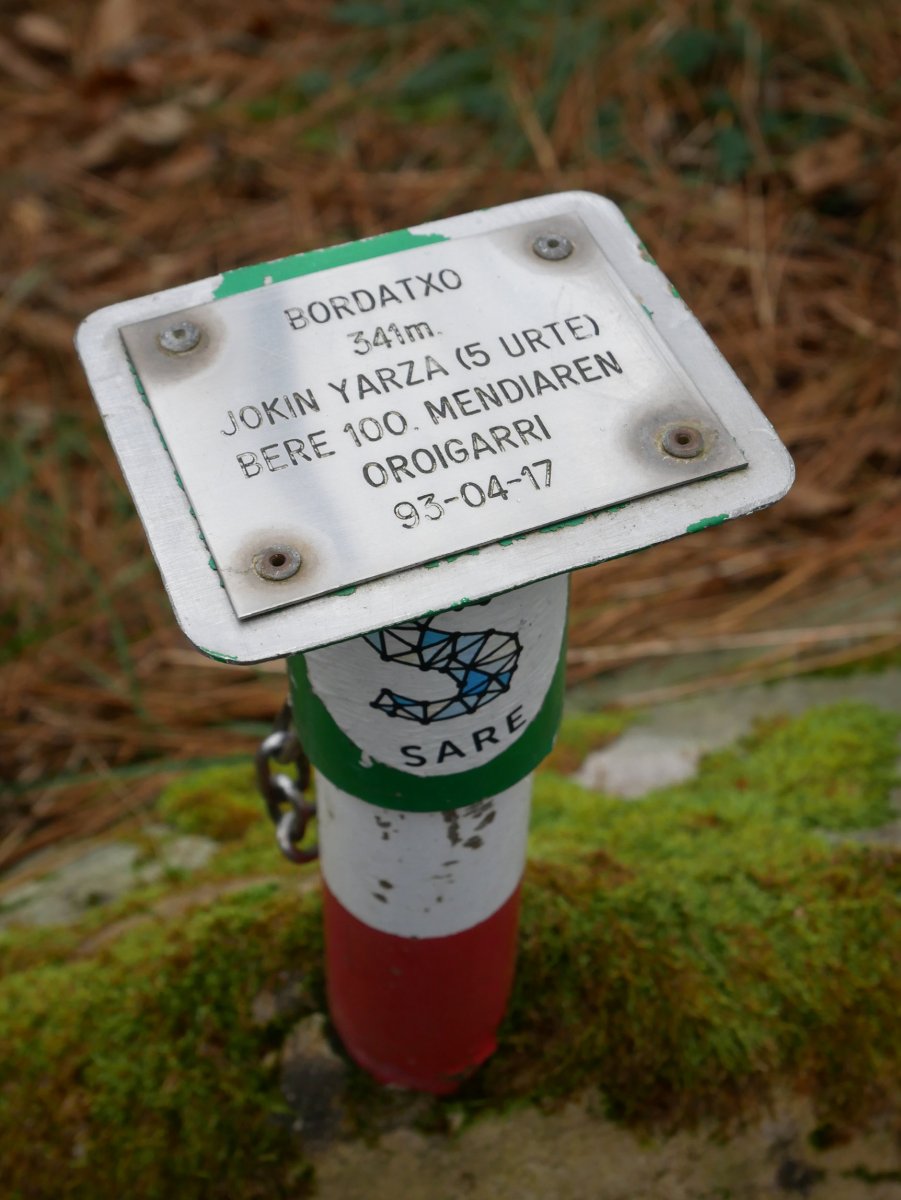 BORDATXO
341m.
JOKIN YARZA (5 URTE)
BERE 100. MENDIAREN
OROIGARRI
93-04-17
SARE